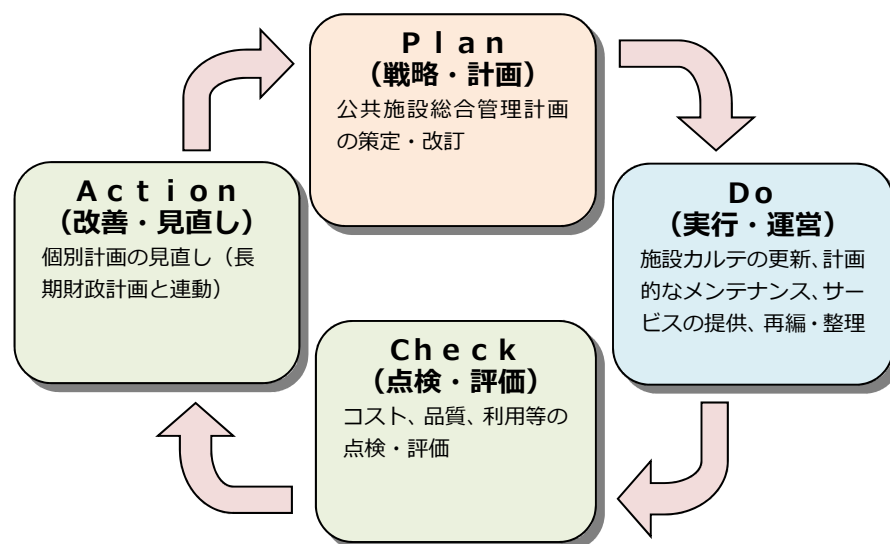 Plan
(戦略・計画)
公共施設総合管理計画
の策定・改訂
Do
(実行・運営)
施設カルテの更新、計画
的なメンテナンス、サー
ビスの提供、再編・整理
Check
(点検・評価)
コスト、品質、利用等の
点検・評価
Action
(改善・見直し)
個別計画の見直し（長
期財政計画と連動）